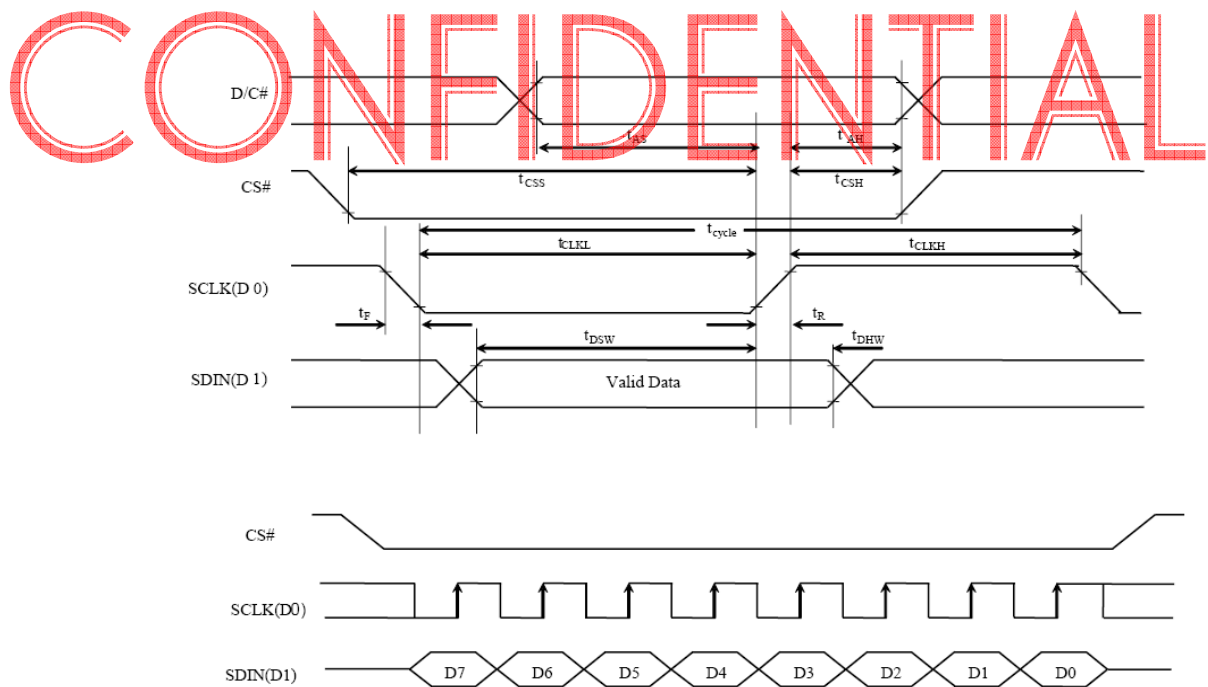 CONFIDENTIAL
D/C#
tAS
tAH
tCSS
tCSH
CS#
tcycle
tCLKL
tCLKH
SCLK(D 0)
tF
tR
tDSW
tDHW
SDIN(D 1)
Valid Data
CS#
SCLK(D0)
SDIN(D1)
D7 D6 D5 D4 D3 D2 D1 D0